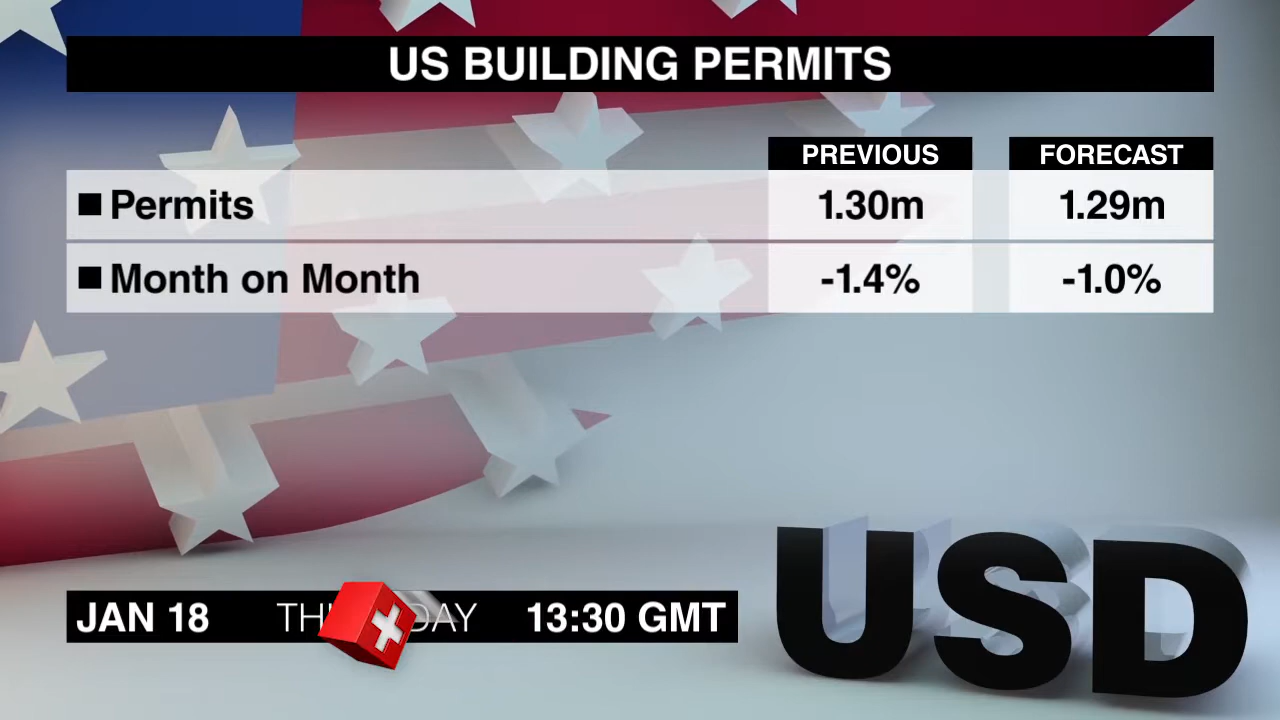 US BUILDING PERMITS
PREVIOUS FORECAST
Permits 1.30m 1.29m
Month on Month -1.4% -1.0%
JAN 18 13:30 GMT
USD